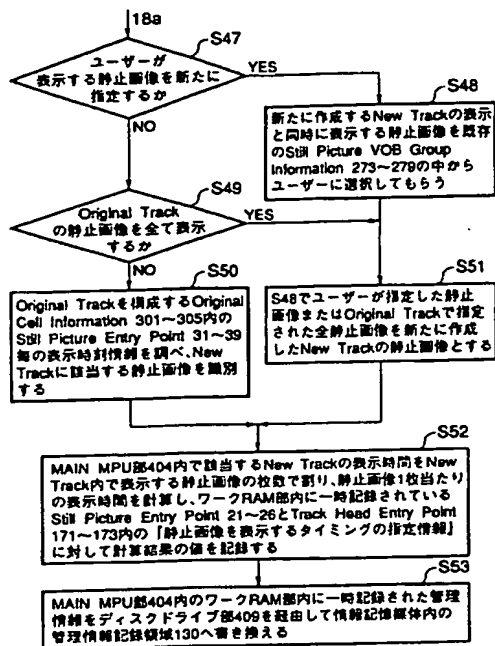 18a
S47
ユーザーが
表示する静止画像を新たに
指定するか
YES
NO
S48
新たに作成するNew Trackの表示
と同時に表示する静止画像を既存
のStill Picture VOB Group
Information 273~279の中から
ユーザーに選択してもらう
S49
Original Track
の静止画像を全て表示
するか
YES
NO
S50
Original Trackを構成するOriginal
Cell Information 301~305内の
Still Picture Entry Point 31~39
毎の表示時刻情報を調べ、New
Trackに該当する静止画像を識別
する
S51
S48でユーザーが指定した静止
画像またはOriginal Trackで指定
された全静止画像を新たに作成
したNew Trackの静止画像とする
S52
MAIN MPU部404内で該当するNew Trackの表示時間をNew
Track内で表示する静止画像の枚数で割り、静止画像1枚当たり
の表示時間を計算し、ワークRAM部内に一時記録されている
Still Picture Entry Point 21~26とTrack Head Entry Point
171~173内の『静止画像を表示するタイミングの指定情報』
に対して計算結果の値を記録する
S53
MAIN MPU部404内のワークRAM部内に一時記録された管理
情報をディスクドライブ部409を経由して情報記憶媒体内の
管理情報記録領域130へ書き換える